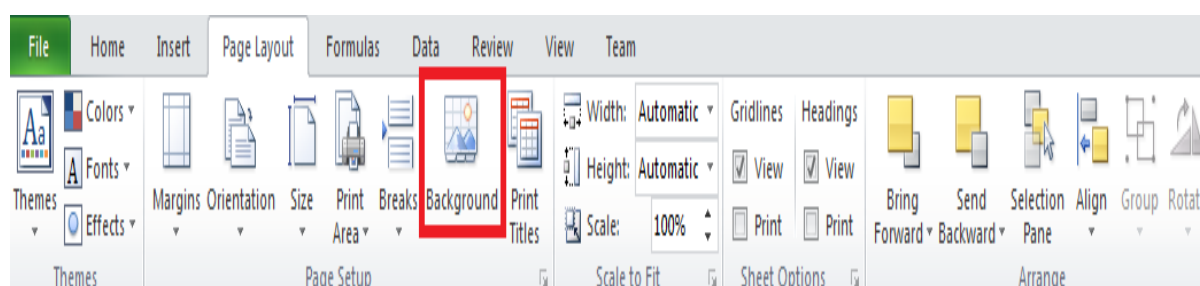 File Home Insert Page Layout Formulas Data Review View Team
Aa Colors Width: Automatic Gridlines Headings
A Fonts Height: Automatic View View
Themes Margins Orientation Size Print Breaks Background Print Bring Send Selection Align Group Rotat
Effects Area Titles Scale: 100% Print Print Forward Backward Pane
Themes Page Setup Scale to Fit Sheet Options Arrange